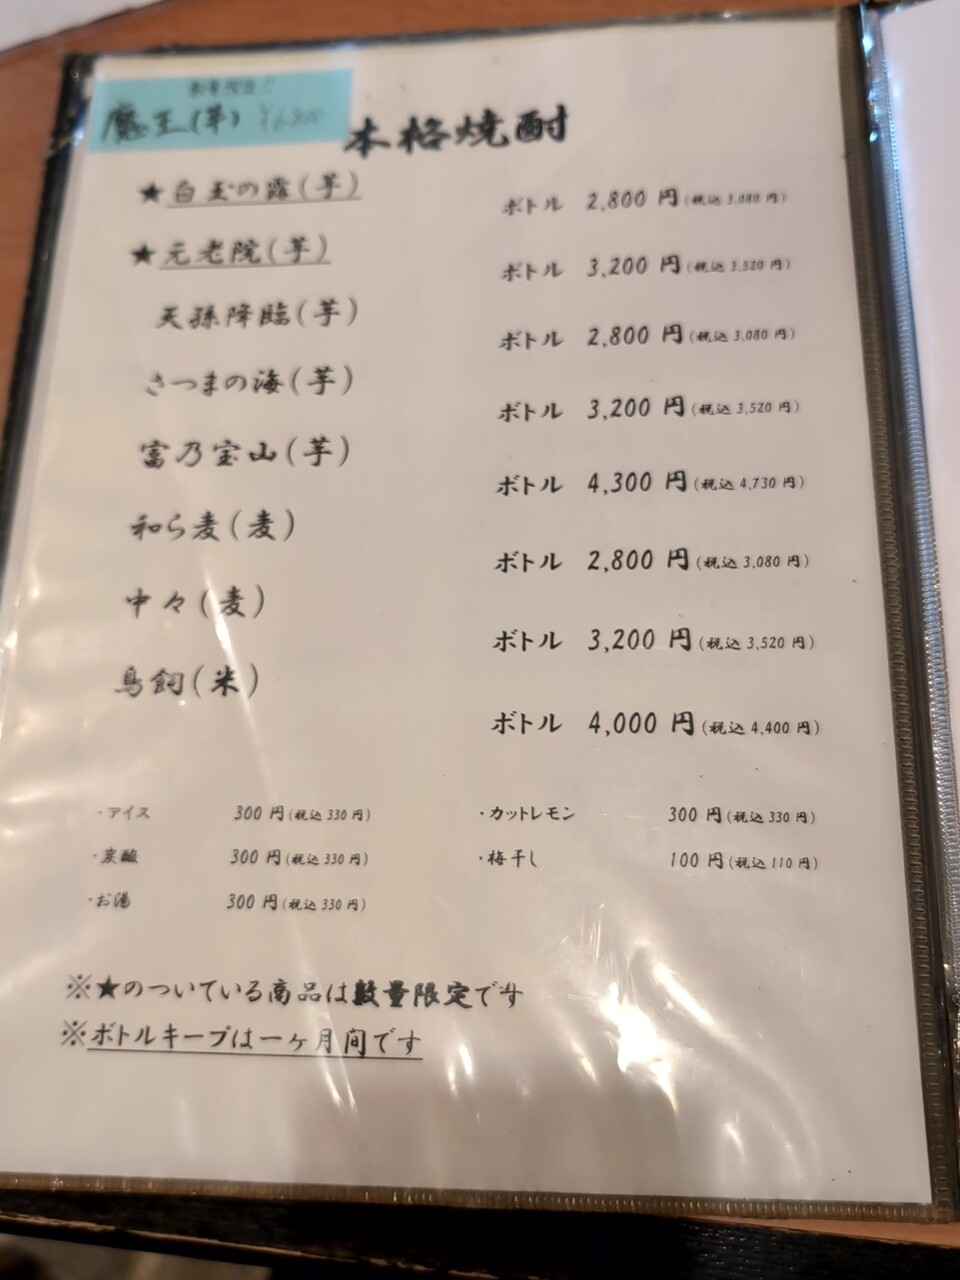 数量限定!!
魔王(芋) ¥6,800
本格焼酎
★白玉の露(芋) ボトル 2,800 円(税込 3,080 円)
★元老院(芋) ボトル 3,200 円(税込 3,520 円)
天孫降臨(芋) ボトル 2,800 円(税込 3,080 円)
さつまの海(芋) ボトル 3,200 円(税込 3,520 円)
富乃宝山(芋) ボトル 4,300 円(税込 4,730 円)
和ら麦(麦) ボトル 2,800 円(税込 3,080 円)
中々(麦) ボトル 3,200 円(税込 3,520 円)
鳥飼(米) ボトル 4,000 円(税込 4,400 円)
・アイス 300 円(税込 330 円) ・カットレモン 300 円(税込 330 円)
・炭酸 300 円(税込 330 円) ・梅干し 100 円(税込 110 円)
・お湯 300 円(税込 330 円)
※★のついている商品は数量限定です
※ボトルキープは一ヶ月間です